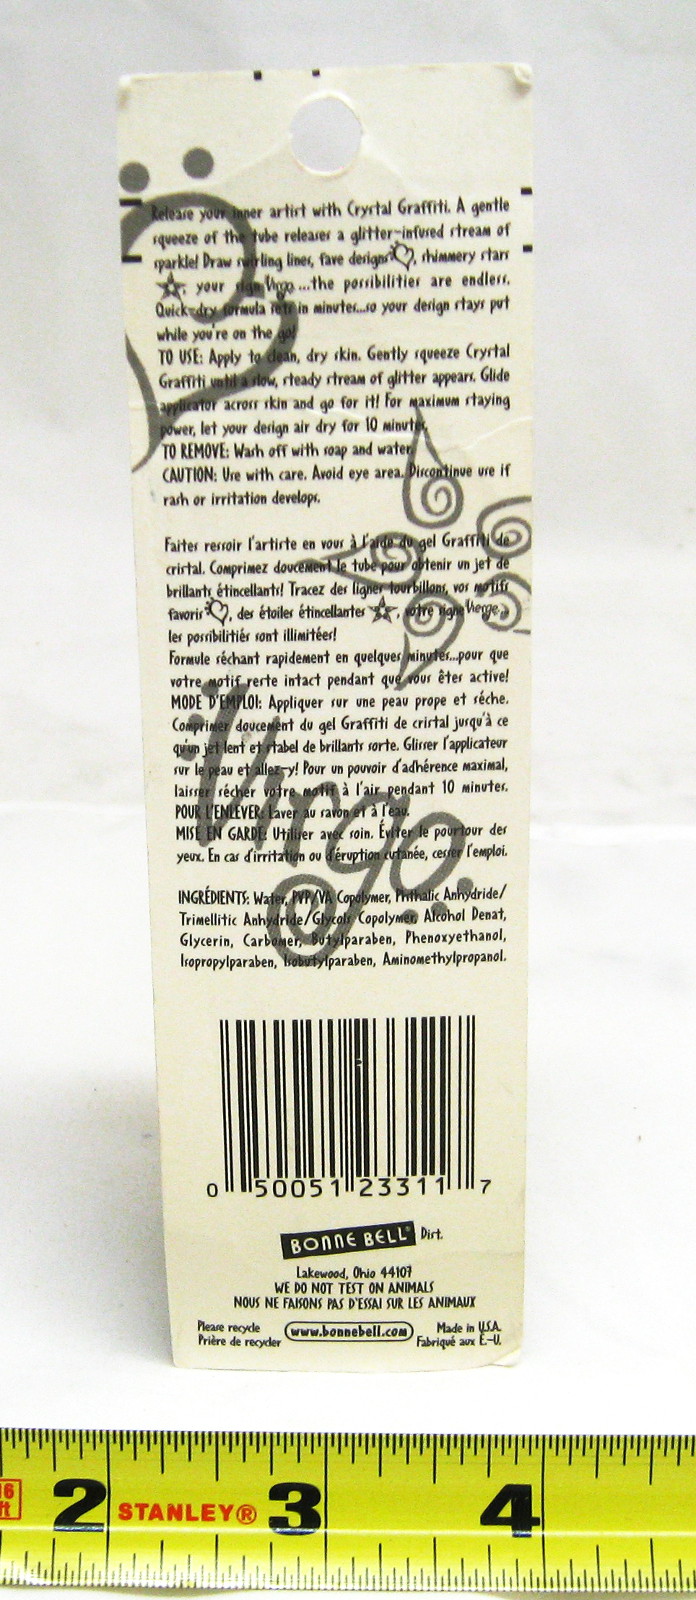 Release your inner artist with Crystal Graffiti. A gentle
squeeze of the tube releases a glitter-infused stream of
sparkle! Draw swirling lines, fave designs, shimmery stars
, your sign Virgo ...the possibilities are endless.
Quick-dry formula sets in minutes...so your design stays put
while you're on the go!
TO USE: Apply to clean, dry skin. Gently squeeze Crystal
Graffiti until a slow, steady stream of glitter appears. Glide
applicator across skin and go for it! For maximum staying
power, let your design air dry for 10 minutes.
TO REMOVE: Wash off with soap and water.
CAUTION: Use with care. Avoid eye area. Discontinue use if
rash or irritation develops.
Faites ressoir l'artiste en vous à l'aide du gel Graffiti de
cristal. Comprimez doucement le tube pour obtenir un jet de
brillants étincellants! Tracez des lignes tourbillons, vos motifs
favoris , des étoiles étincellantes , votre signe Vierge...
les possibilitiés sont illimitées!
Formule séchant rapidement en quelques minutes...pour que
votre motif reste intact pendant que vous êtes active!
MODE D'EMPLOI: Appliquer sur une peau prope et séche.
Comprimer doucement du gel Graffiti de cristal jusqu'à ce
qu'un jet lent et stabel de brillants sorte. Glisser l'applicateur
sur le peau et allez-y! Pour un pouvoir d'adhérence maximal,
laisser sécher votre motif à l'air pendant 10 minutes.
POUR L'ENLEVER: Laver au savon et à l'eau.
MISE EN GARDE: Utiliser avec soin. Éviter le pourtour des
yeux. En cas d'irritation ou d'éruption cutanée, cesser l'emploi.
Virgo
INGRÉDIENTS: Water, PVP/VA Copolymer, Phthalic Anhydride/
Trimellitic Anhydride/Glycols Copolymer, Alcohol Denat,
Glycerin, Carbomer, Butylparaben, Phenoxyethanol,
Isopropylparaben, Isobutylparaben, Aminomethylpropanol.
0 50051 23311 7
BONNE BELL® Dist.
Lakewood, Ohio 44107
WE DO NOT TEST ON ANIMALS
NOUS NE FAISONS PAS D'ESSAI SUR LES ANIMAUX
Please recycle
Prière de recycler
www.bonnebell.com
Made in U.S.A.
Fabriqué aux É.-U.
16
ft
2 STANLEY® 3 4